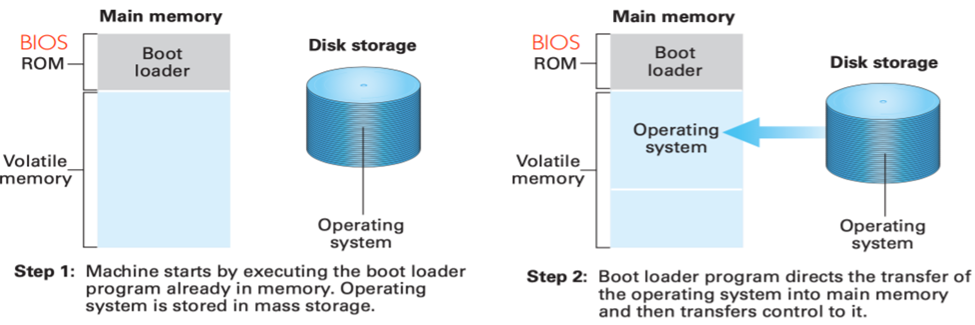 Main memory
BIOS
ROM
Boot
loader
Disk storage
Volatile
memory
Operating
system
Step 1: Machine starts by executing the boot loader
program already in memory. Operating
system is stored in mass storage.
Main memory
BIOS
ROM
Boot
loader
Disk storage
Operating
system
Volatile
memory
Operating
system
Step 2: Boot loader program directs the transfer of
the operating system into main memory
and then transfers control to it.